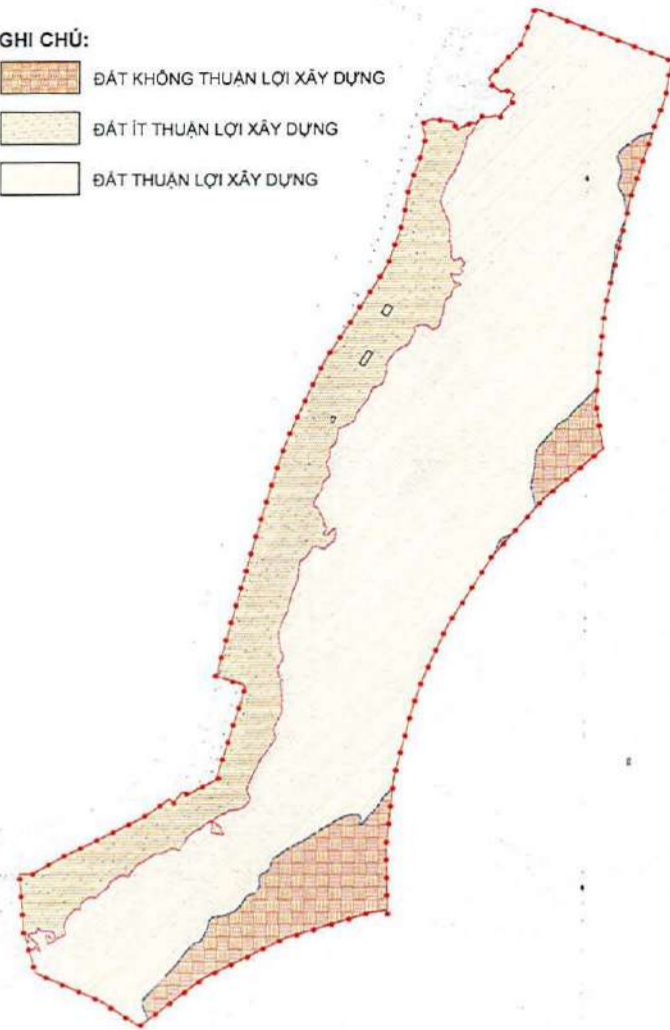 GHI CHÚ:
ĐẤT KHÔNG THUẬN LỢI XÂY DỰNG
ĐẤT ÍT THUẬN LỢI XÂY DỰNG
ĐẤT THUẬN LỢI XÂY DỰNG